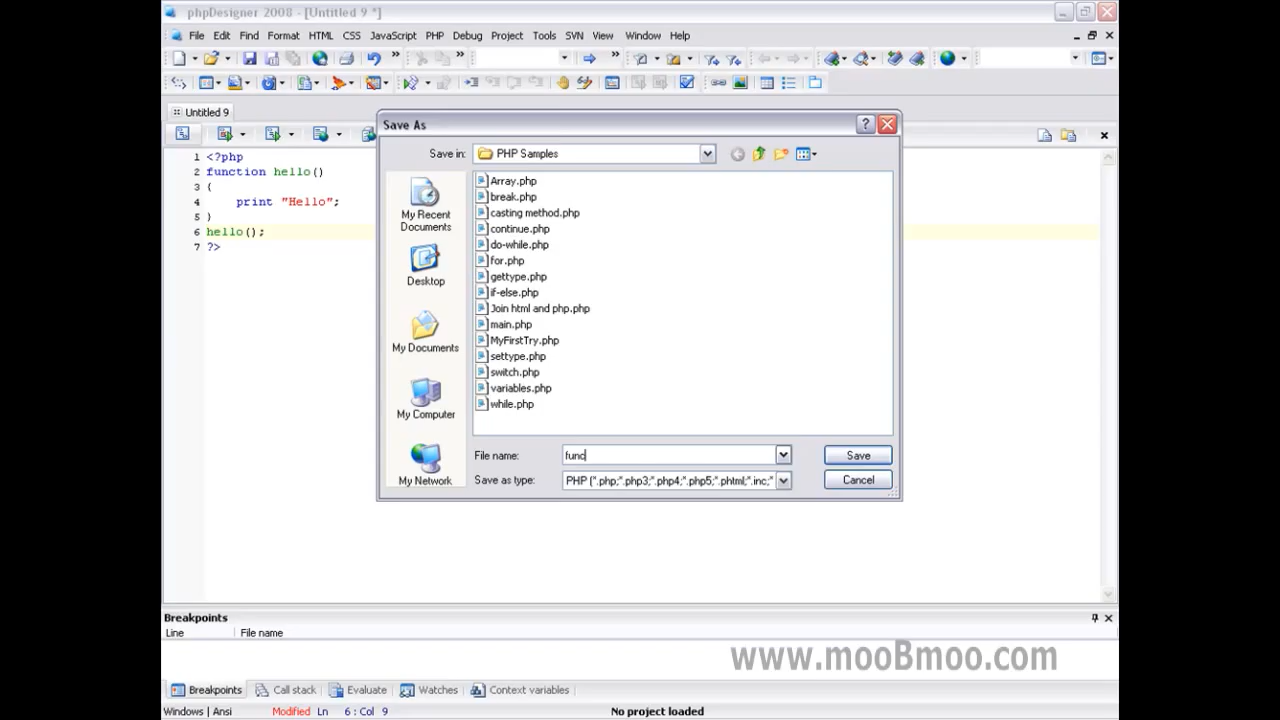 phpDesigner 2008 - [Untitled 9 *]
File Edit Find Format HTML CSS JavaScript PHP Debug Project Tools SVN View Window Help
Untitled 9
Save As
Save in: PHP Samples
1 <?php
2 function hello()
3 {
4 print "Hello";
5 }
6 hello();
7 ?>
My Recent Documents
Desktop
My Documents
My Computer
My Network
Array.php
break.php
casting method.php
continue.php
do-while.php
for.php
gettype.php
if-else.php
Join html and php.php
main.php
MyFirstTry.php
settype.php
switch.php
variables.php
while.php
File name: func Save
Save as type: PHP (*.php;*.php3;*.php4;*.php5;*.phtml;*.inc;* Cancel
Breakpoints
Line File name
www.mooBmoo.com
Breakpoints Call stack Evaluate Watches Context variables
Windows | Ansi Modified Ln 6 : Col 9 No project loaded